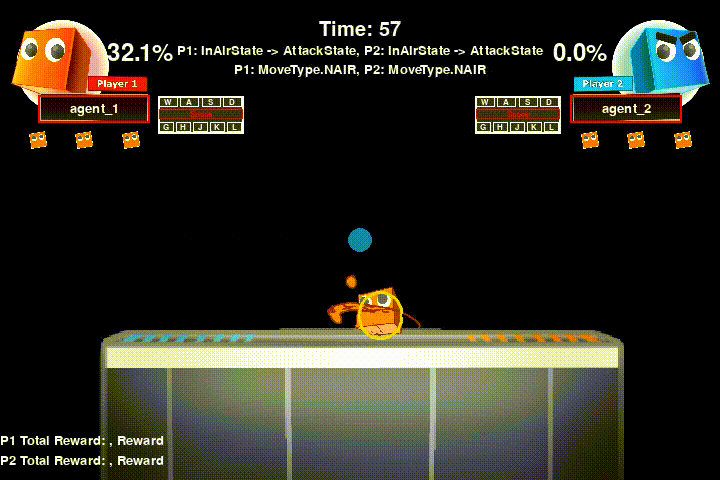 Time: 57
32.1%
P1: InAirState -> AttackState, P2: InAirState -> AttackState
0.0%
P1: MoveType.NAIR, P2: MoveType.NAIR
Player 1
Player 2
agent_1
agent_2
W A S D
G H J K L
W A S D
G H J K L
P1 Total Reward: , Reward
P2 Total Reward: , Reward